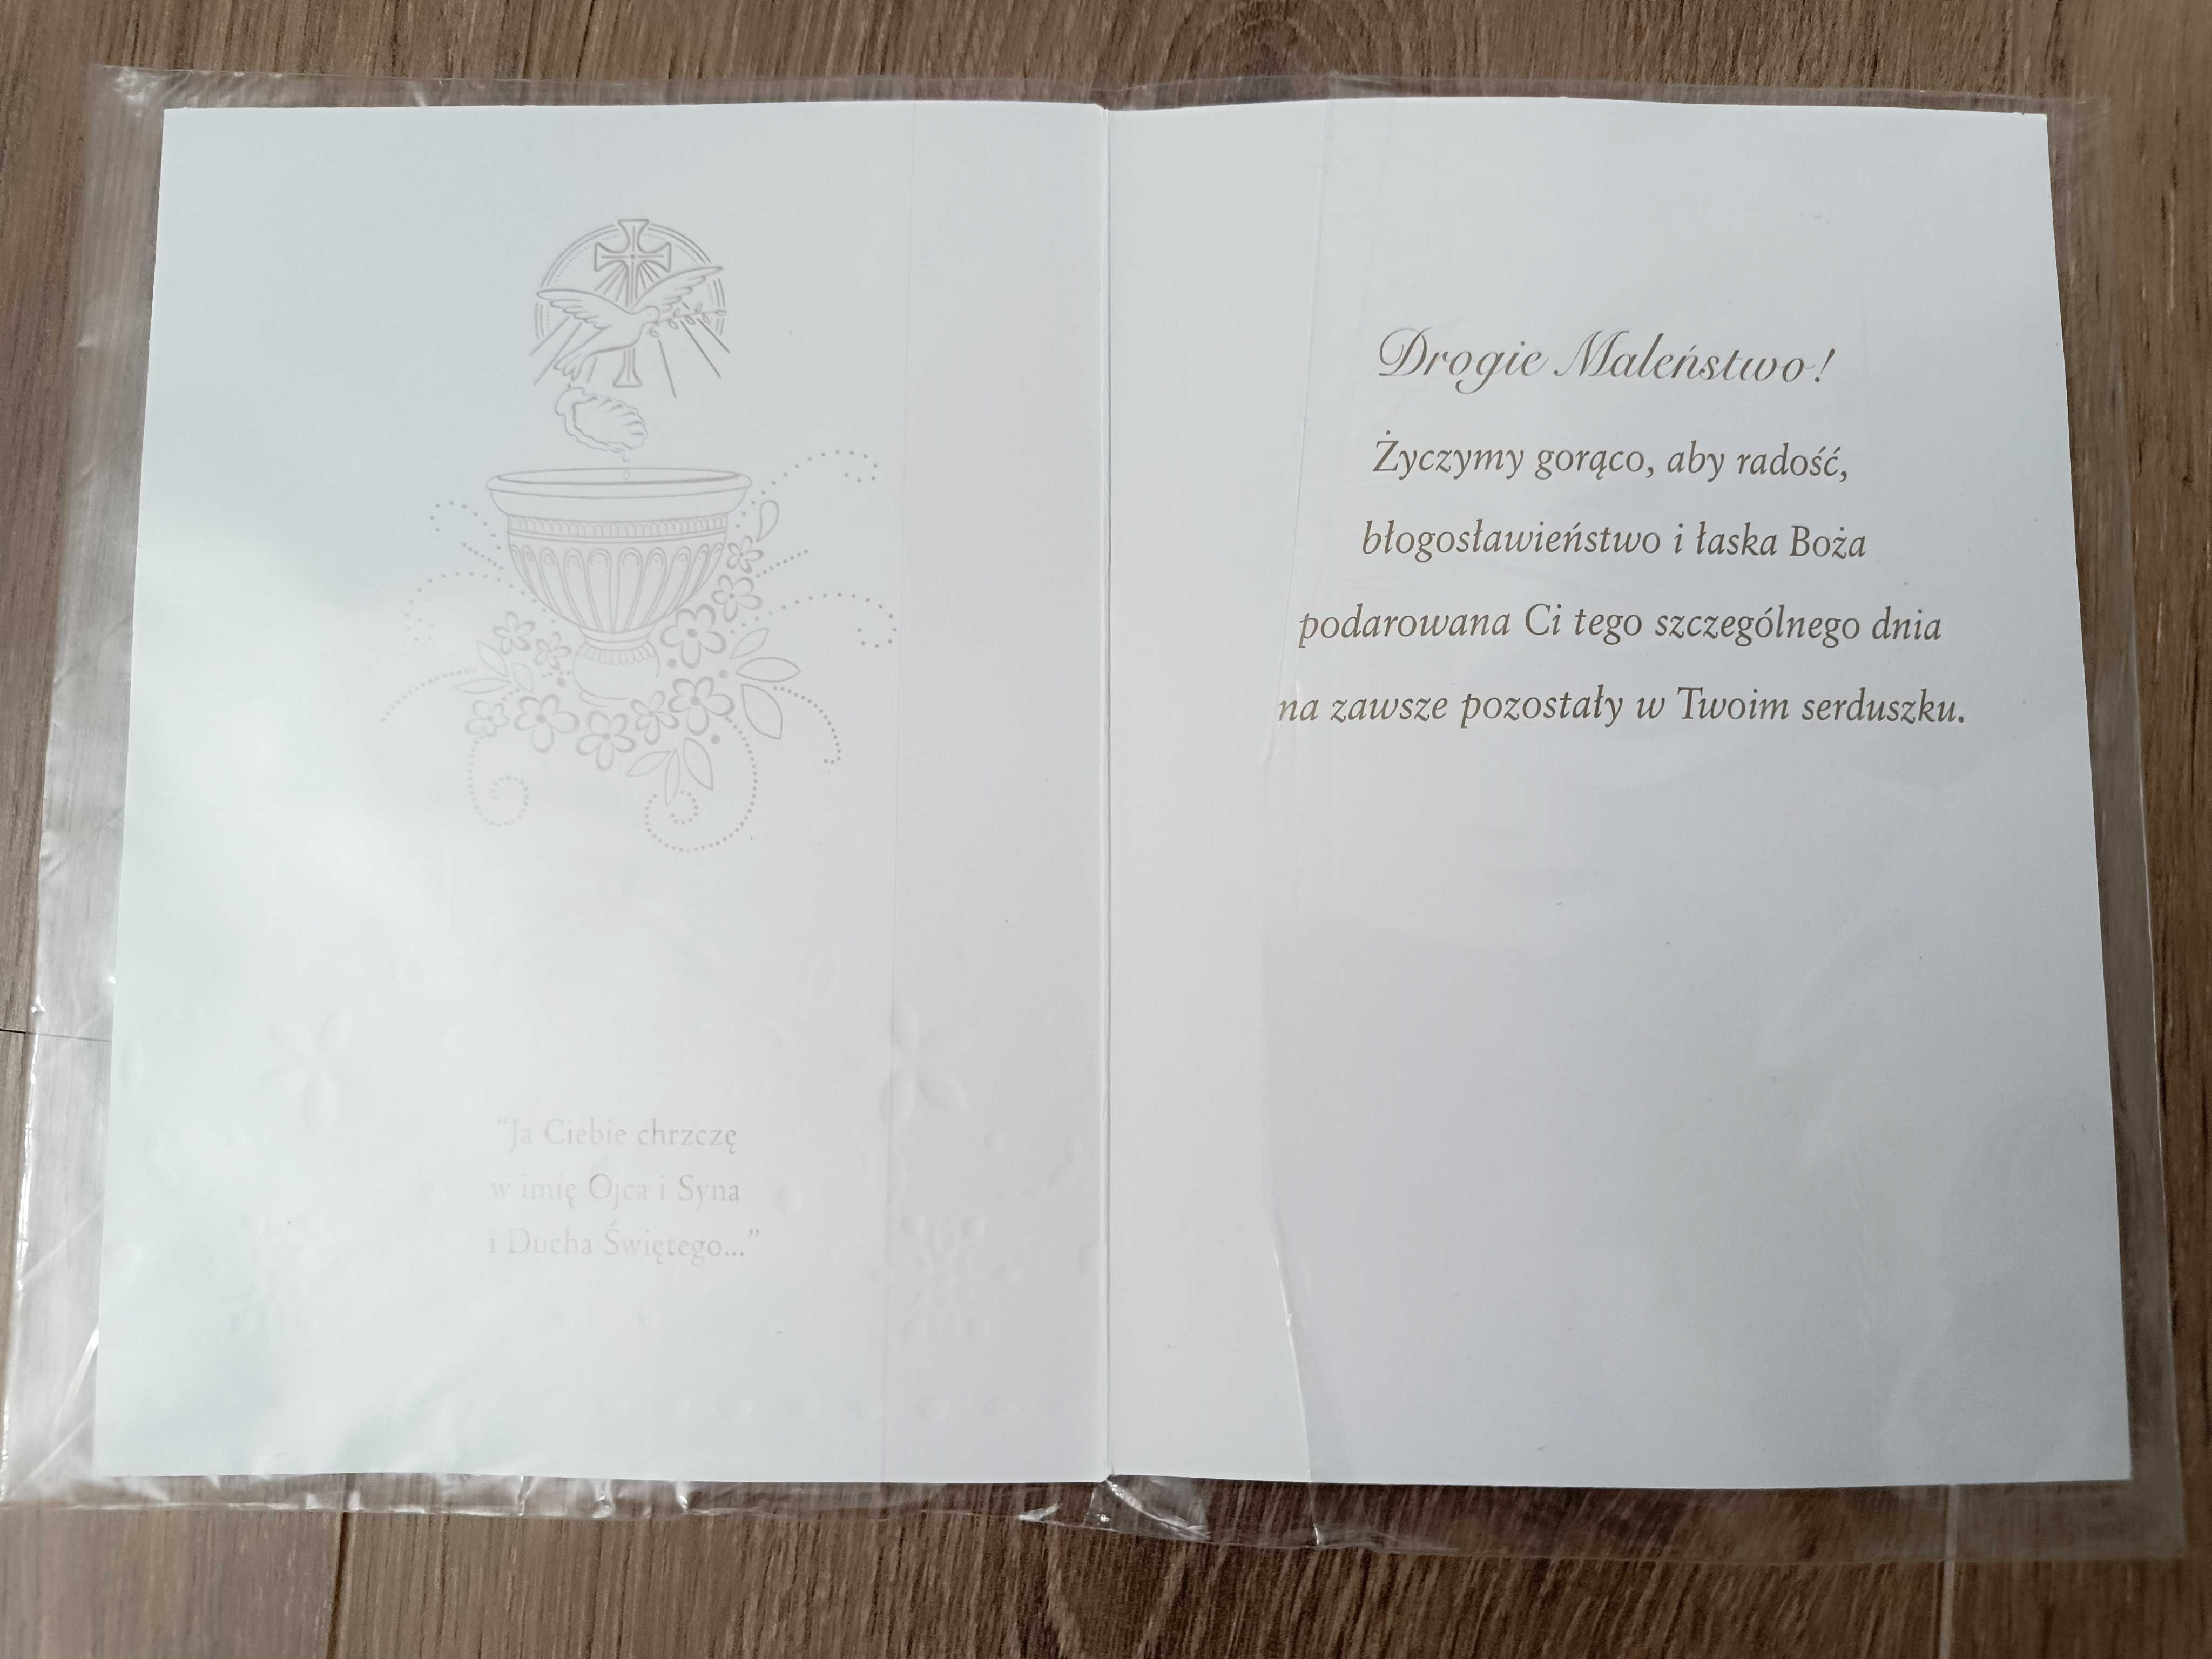 "Ja Ciebie chrzczę
w imię Ojca i Syna
i Ducha Świętego..."
Drogie Maleństwo!
Życzymy gorąco, aby radość,
błogosławieństwo i łaska Boża
podarowana Ci tego szczególnego dnia
na zawsze pozostały w Twoim serduszku.